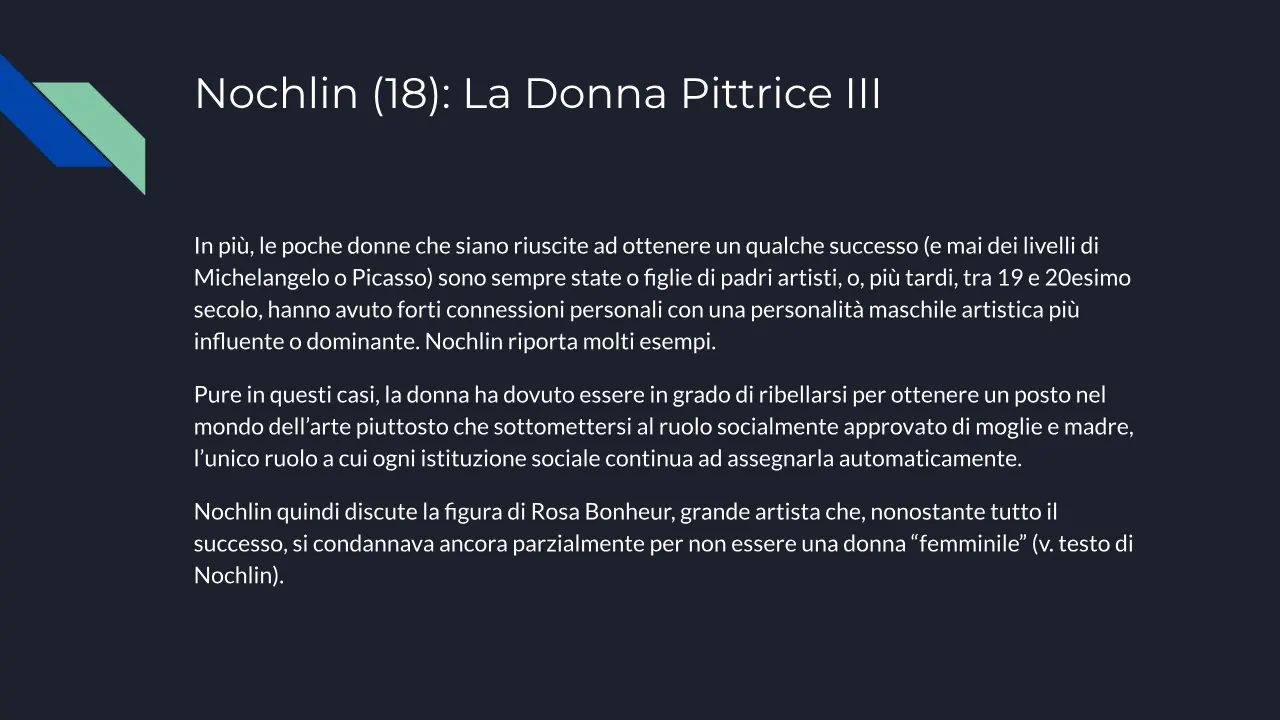 Nochlin (18): La Donna Pittrice III
In più, le poche donne che siano riuscite ad ottenere un qualche successo (e mai dei livelli di
Michelangelo o Picasso) sono sempre state o figlie di padri artisti, o, più tardi, tra 19 e 20esimo
secolo, hanno avuto forti connessioni personali con una personalità maschile artistica più
influente o dominante. Nochlin riporta molti esempi.
Pure in questi casi, la donna ha dovuto essere in grado di ribellarsi per ottenere un posto nel
mondo dell’arte piuttosto che sottomettersi al ruolo socialmente approvato di moglie e madre,
l’unico ruolo a cui ogni istituzione sociale continua ad assegnarla automaticamente.
Nochlin quindi discute la figura di Rosa Bonheur, grande artista che, nonostante tutto il
successo, si condannava ancora parzialmente per non essere una donna “femminile” (v. testo di
Nochlin).